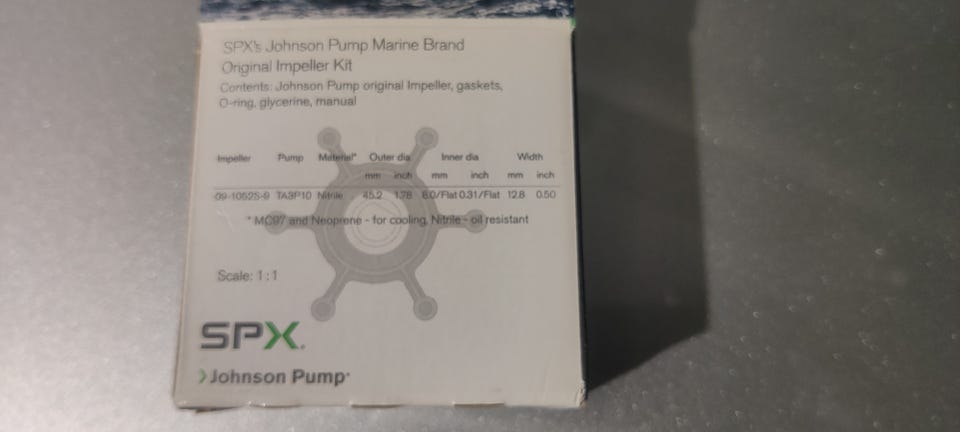 SPX's Johnson Pump Marine Brand
Original Impeller Kit
Contents: Johnson Pump original Impeller, gaskets,
O-ring, glycerine, manual
Impeller Pump Material* Outer dia Inner dia Width
mm inch mm inch mm inch
09-1052S-9 TA3P10 Nitrile 45.2 1.78 8.0/Flat 0.31/Flat 12.8 0.50
* MC97 and Neoprene - for cooling, Nitrile - oil resistant
Scale: 1 : 1
SPX.
Johnson Pump